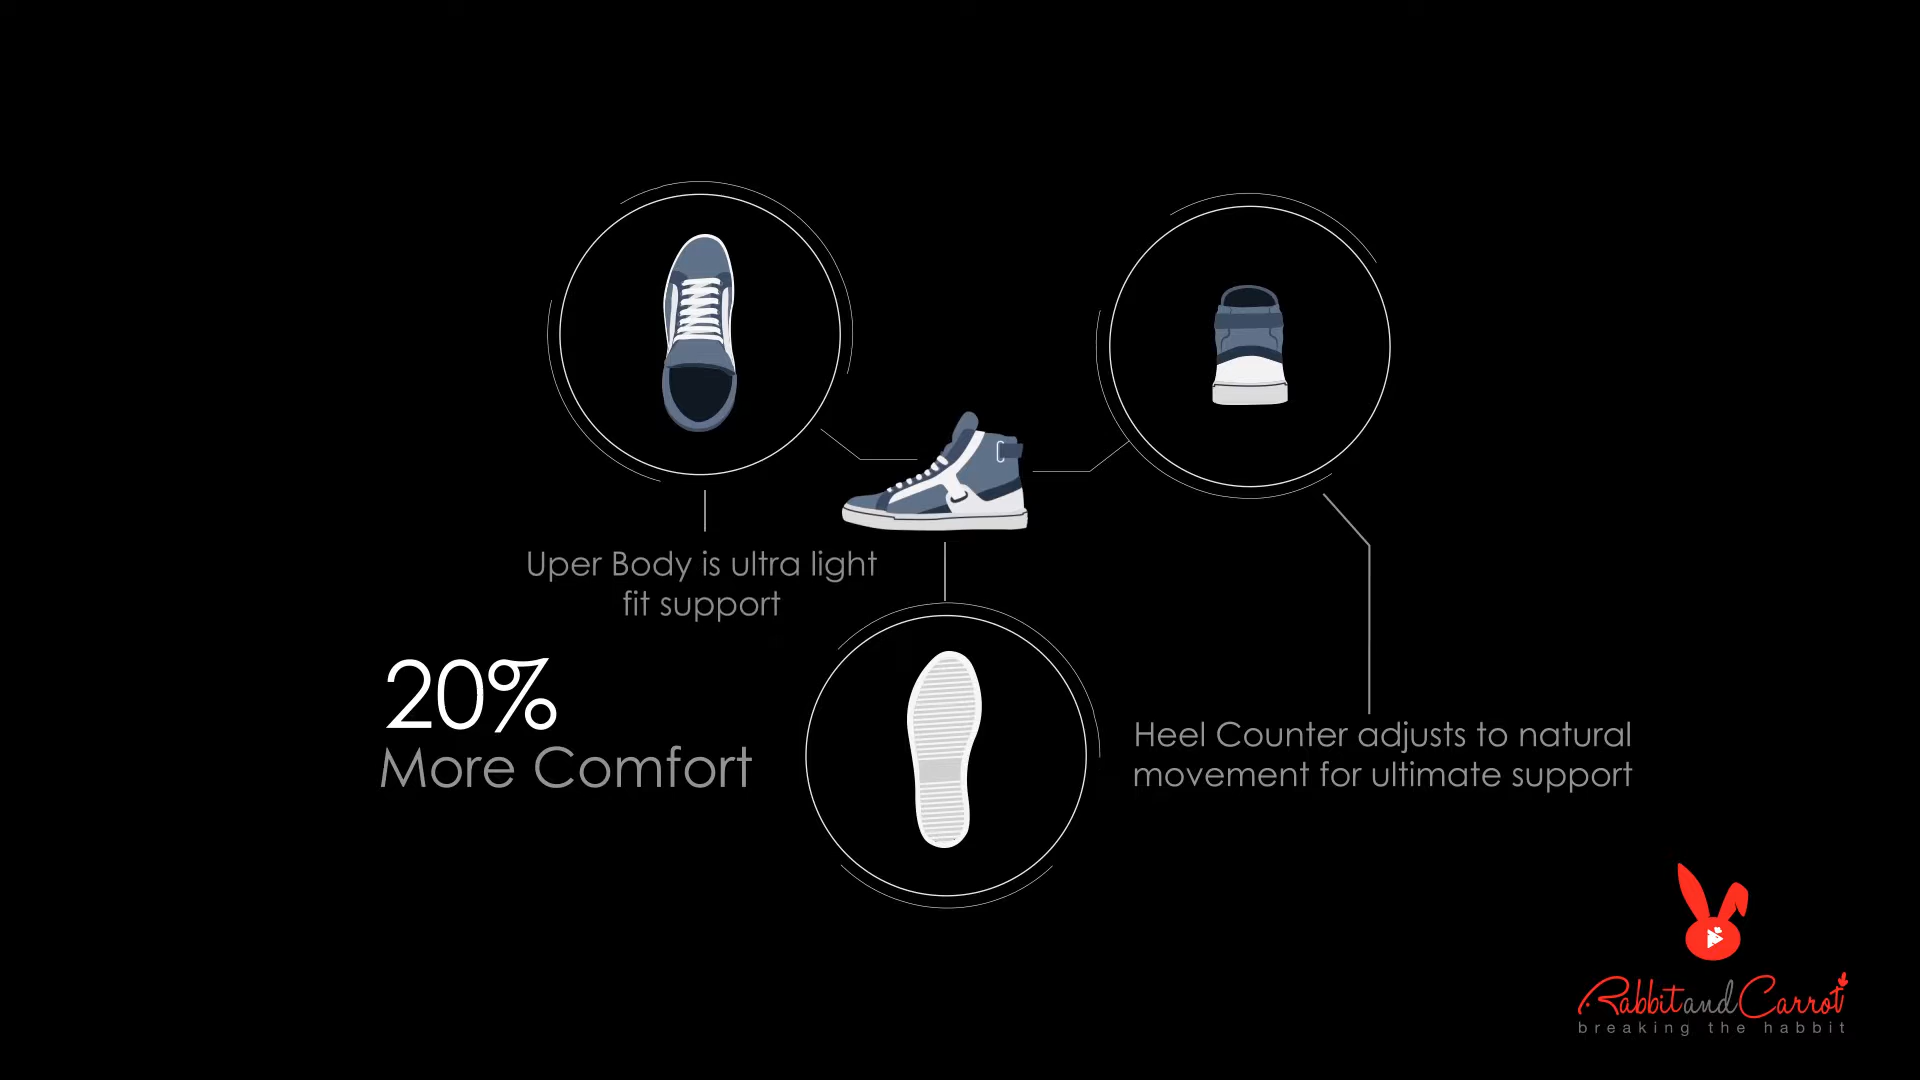 Uper Body is ultra light
fit support
20%
More Comfort
Heel Counter adjusts to natural
movement for ultimate support
RabbitandCarrot
breaking the habbit